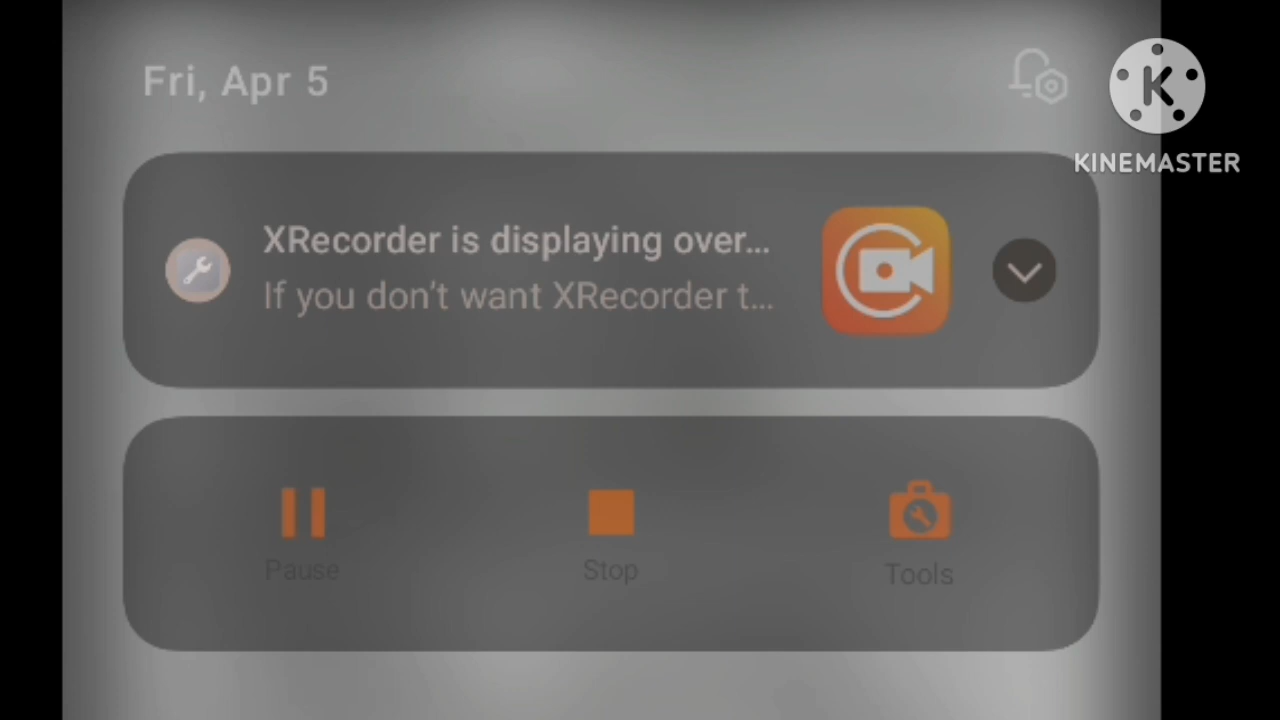 Fri, Apr 5
KINEMASTER
XRecorder is displaying over...
If you don't want XRecorder t...
Pause
Stop
Tools